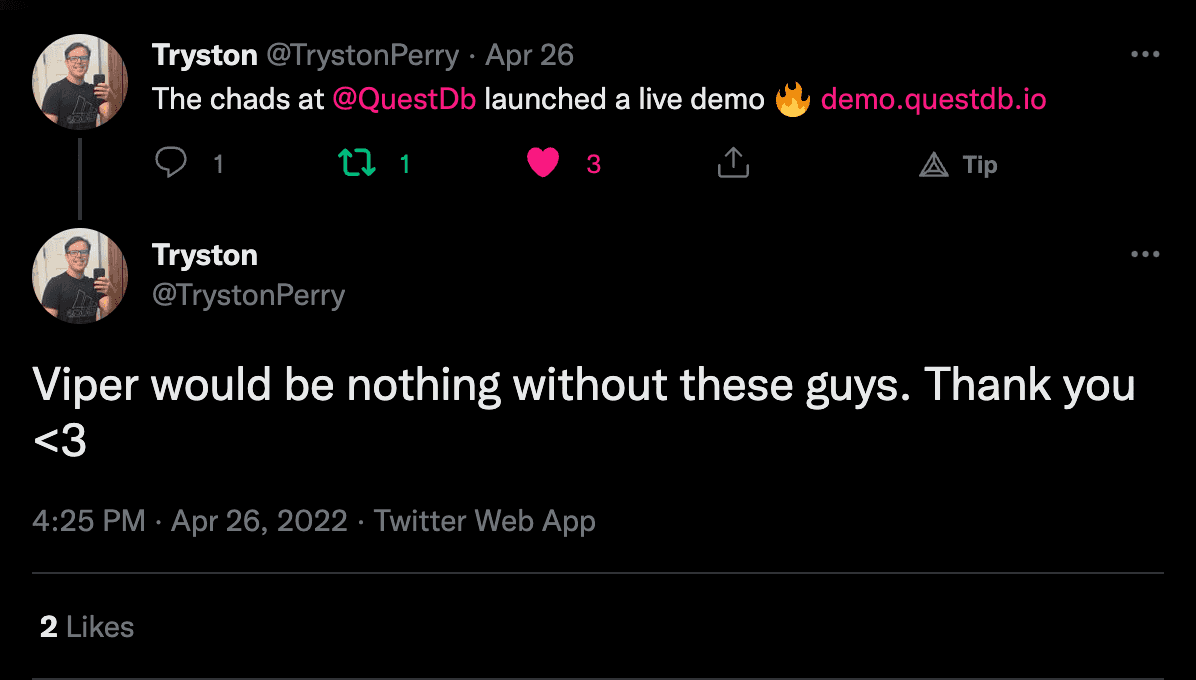 Tryston @TrystonPerry · Apr 26
The chads at @QuestDb launched a live demo 🔥 demo.questdb.io
1 1 3 Tip
Tryston
@TrystonPerry
Viper would be nothing without these guys. Thank you
<3
4:25 PM · Apr 26, 2022 · Twitter Web App
2 Likes